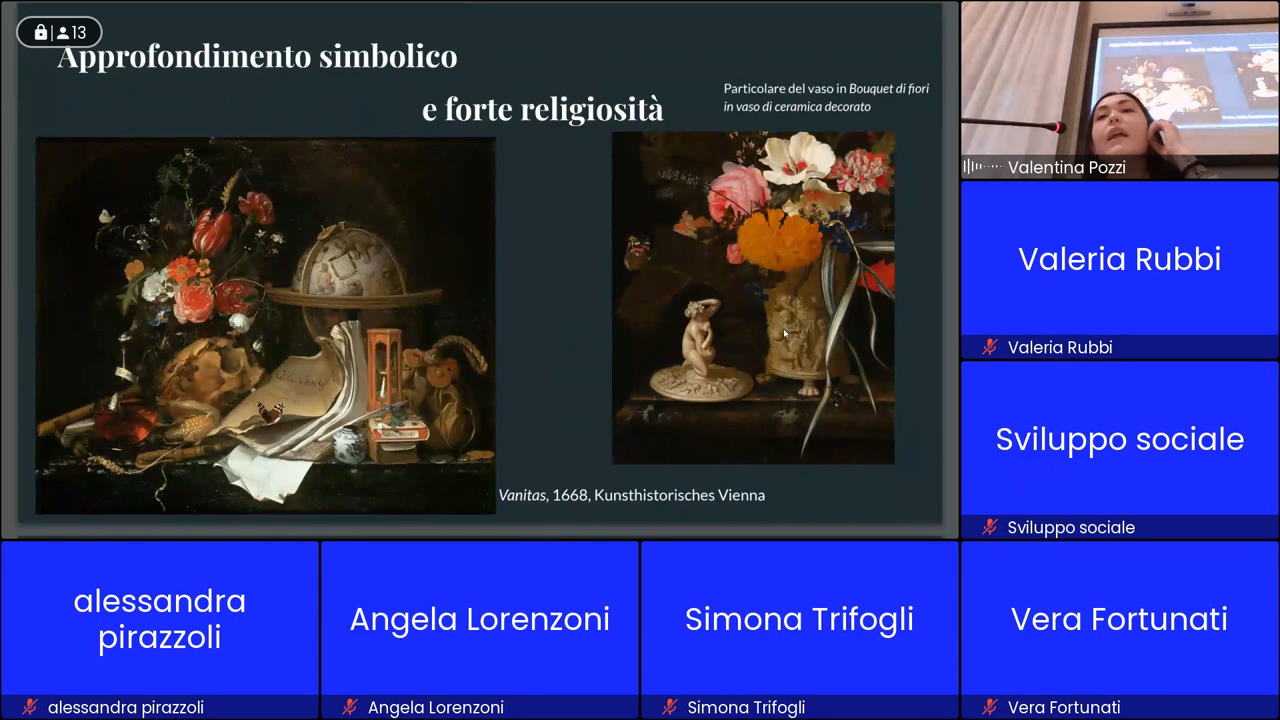 13
Approfondimento simbolico
e forte religiosità
Particolare del vaso in Bouquet di fiori
in vaso di ceramica decorato
Vanitas, 1668, Kunsthistorisches Vienna
Valentina Pozzi
Valeria Rubbi
Valeria Rubbi
Sviluppo sociale
Sviluppo sociale
alessandra
pirazzoli
alessandra pirazzoli
Angela Lorenzoni
Angela Lorenzoni
Simona Trifogli
Simona Trifogli
Vera Fortunati
Vera Fortunati